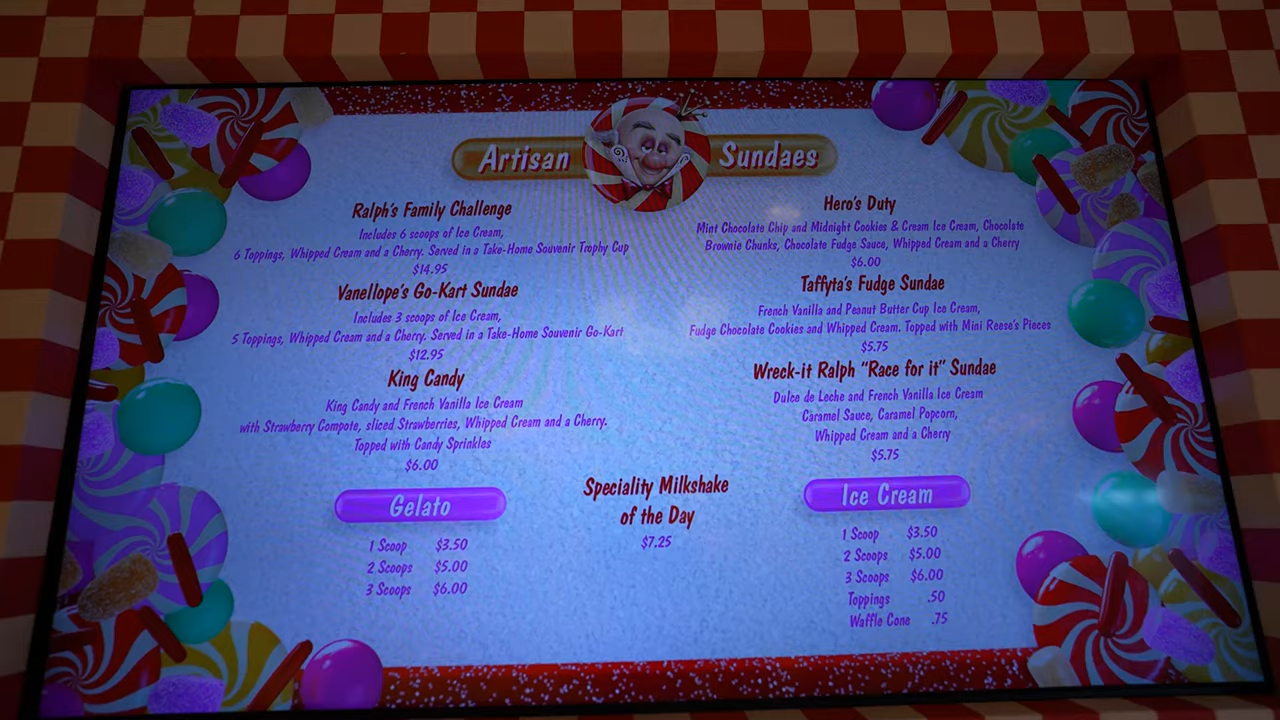 Artisan Sundaes
Ralph's Family Challenge
Includes 6 scoops of Ice Cream,
6 Toppings, Whipped Cream and a Cherry. Served in a Take-Home Souvenir Trophy Cup
$14.95
Vanellope's Go-Kart Sundae
Includes 3 scoops of Ice Cream,
5 Toppings, Whipped Cream and a Cherry. Served in a Take-Home Souvenir Go-Kart
$12.95
King Candy
King Candy and French Vanilla Ice Cream
with Strawberry Compote, sliced Strawberries, Whipped Cream and a Cherry.
Topped with Candy Sprinkles
$6.00
Hero's Duty
Mint Chocolate Chip and Midnight Cookies & Cream Ice Cream, Chocolate
Brownie Chunks, Chocolate Fudge Sauce, Whipped Cream and a Cherry
$6.00
Taffyta's Fudge Sundae
French Vanilla and Peanut Butter Cup Ice Cream,
Fudge Chocolate Cookies and Whipped Cream. Topped with Mini Reese's Pieces
$5.75
Wreck-it Ralph "Race for it" Sundae
Dulce de Leche and French Vanilla Ice Cream
Caramel Sauce, Caramel Popcorn,
Whipped Cream and a Cherry
$5.75
Gelato
1 Scoop $3.50
2 Scoops $5.00
3 Scoops $6.00
Speciality Milkshake
of the Day
$7.25
Ice Cream
1 Scoop $3.50
2 Scoops $5.00
3 Scoops $6.00
Toppings .50
Waffle Cone .75